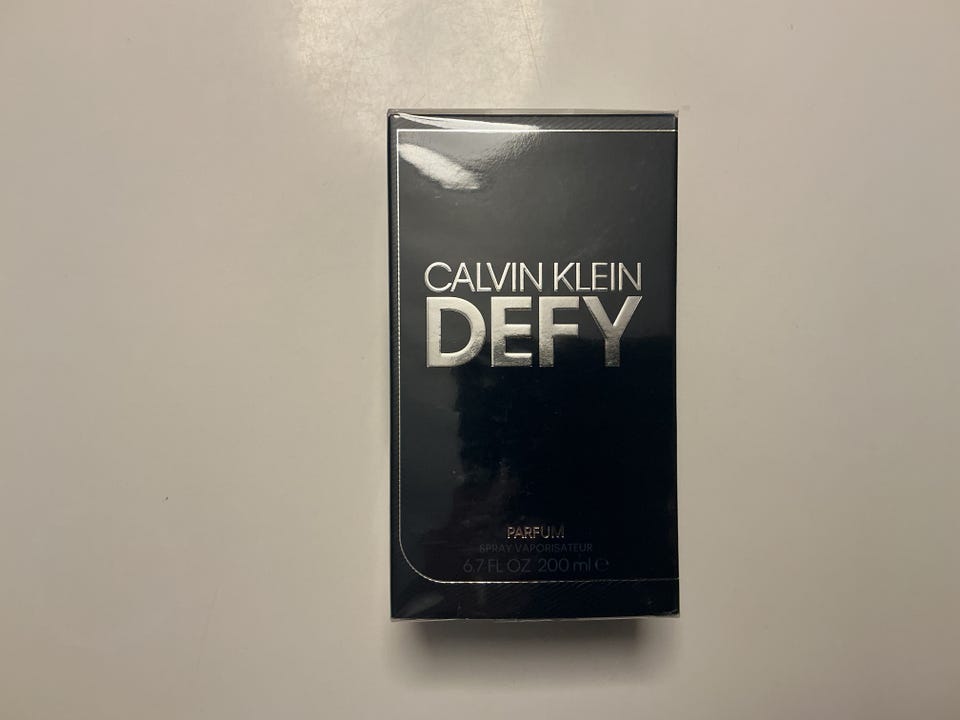 CALVIN KLEIN
DEFY
PARFUM
SPRAY VAPORISATEUR
6.7 FL OZ 200 ml ℮